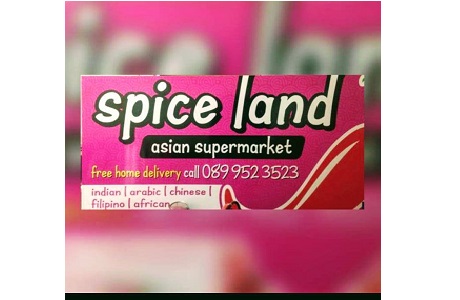 spice land
asian supermarket
free home delivery call 089 952 3523
indian | arabic | chinese |
filipino | african